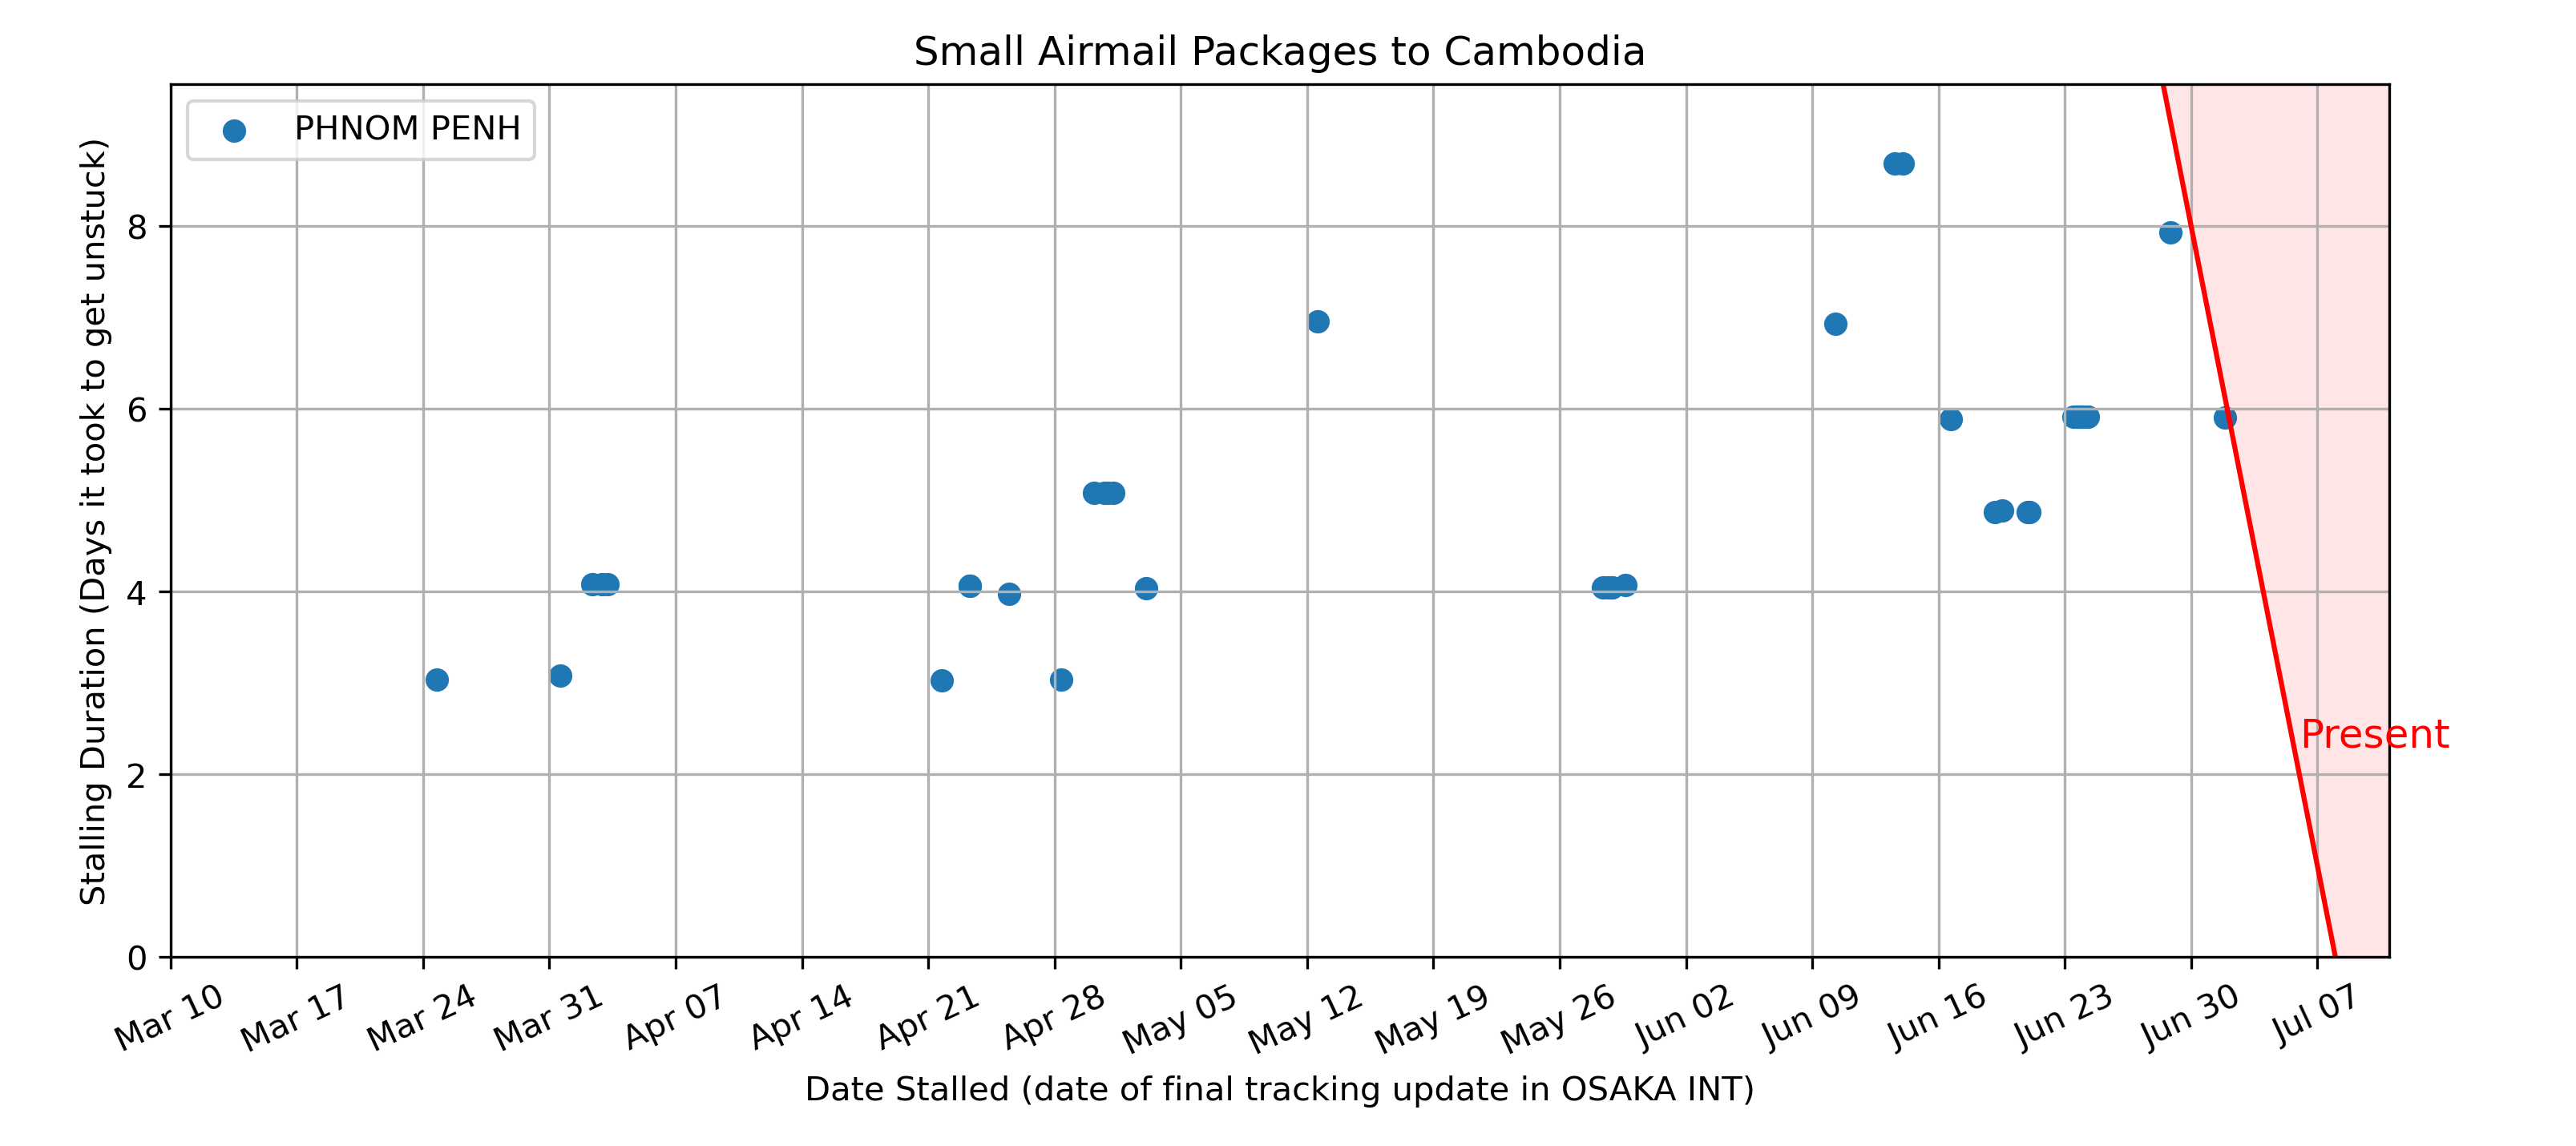 Small Airmail Packages to Cambodia
PHNOM PENH
Stalling Duration (Days it took to get unstuck)
8
6
4
2
0
Present
Mar 10 Mar 17 Mar 24 Mar 31 Apr 07 Apr 14 Apr 21 Apr 28 May 05 May 12 May 19 May 26 Jun 02 Jun 09 Jun 16 Jun 23 Jun 30 Jul 07
Date Stalled (date of final tracking update in OSAKA INT)